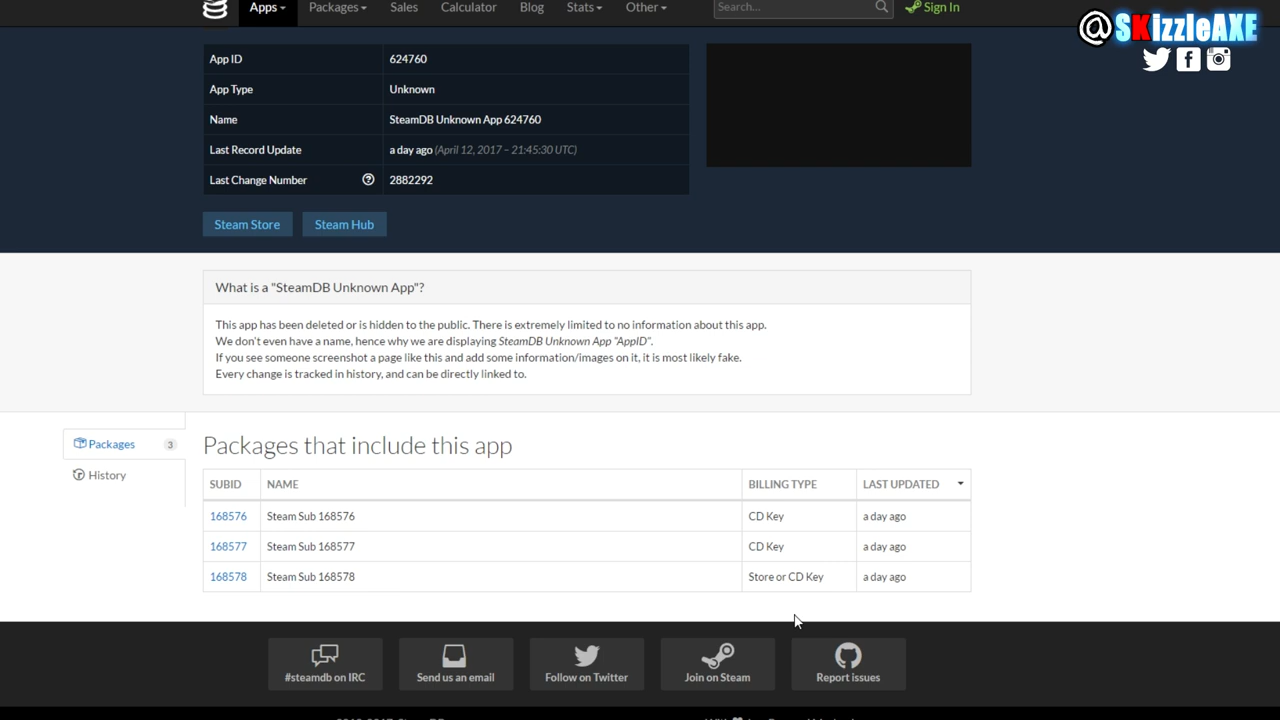 Apps Packages Sales Calculator Blog Stats Other Search... Sign In
@SKizzleAXE
App ID 624760
App Type Unknown
Name SteamDB Unknown App 624760
Last Record Update a day ago (April 12, 2017 – 21:45:30 UTC)
Last Change Number 2882292
Steam Store Steam Hub
What is a "SteamDB Unknown App"?
This app has been deleted or is hidden to the public. There is extremely limited to no information about this app.
We don't even have a name, hence why we are displaying SteamDB Unknown App "AppID".
If you see someone screenshot a page like this and add some information/images on it, it is most likely fake.
Every change is tracked in history, and can be directly linked to.
Packages 3
History
Packages that include this app
SUBID NAME BILLING TYPE LAST UPDATED
168576 Steam Sub 168576 CD Key a day ago
168577 Steam Sub 168577 CD Key a day ago
168578 Steam Sub 168578 Store or CD Key a day ago
#steamdb on IRC Send us an email Follow on Twitter Join on Steam Report issues